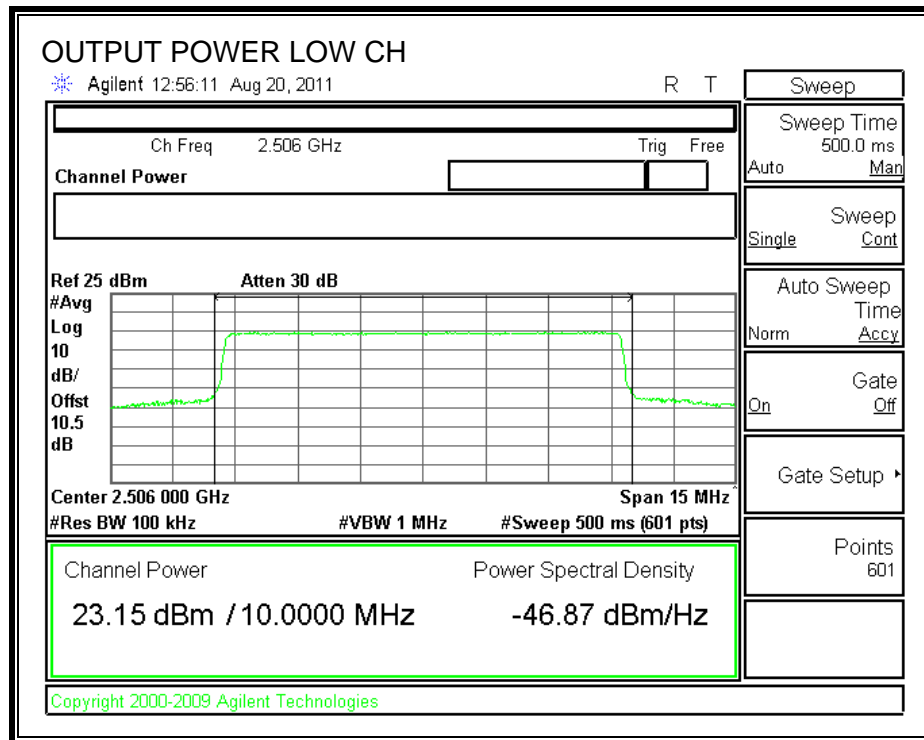 OUTPUT POWER LOW CH
Agilent 12:56:11 Aug 20, 2011 R T
Ch Freq 2.506 GHz Trig Free
Channel Power
Ref 25 dBm Atten 30 dB
#Avg
Log
10
dB/
Offst
10.5
dB
Center 2.506 000 GHz Span 15 MHz
#Res BW 100 kHz #VBW 1 MHz #Sweep 500 ms (601 pts)
Channel Power Power Spectral Density
23.15 dBm / 10.0000 MHz -46.87 dBm/Hz
Copyright 2000-2009 Agilent Technologies
Sweep
Sweep Time
500.0 ms
Auto Man
Sweep
Single Cont
Auto Sweep
Time
Norm Accy
Gate
On Off
Gate Setup
Points
601